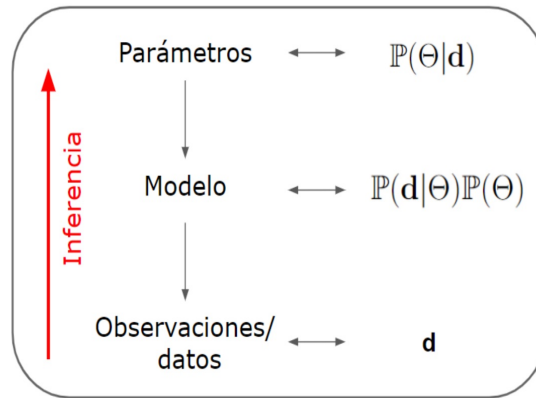 Parámetros ℙ(Θ|d)
Inferencia
Modelo ℙ(d|Θ)ℙ(Θ)
Observaciones/
datos d